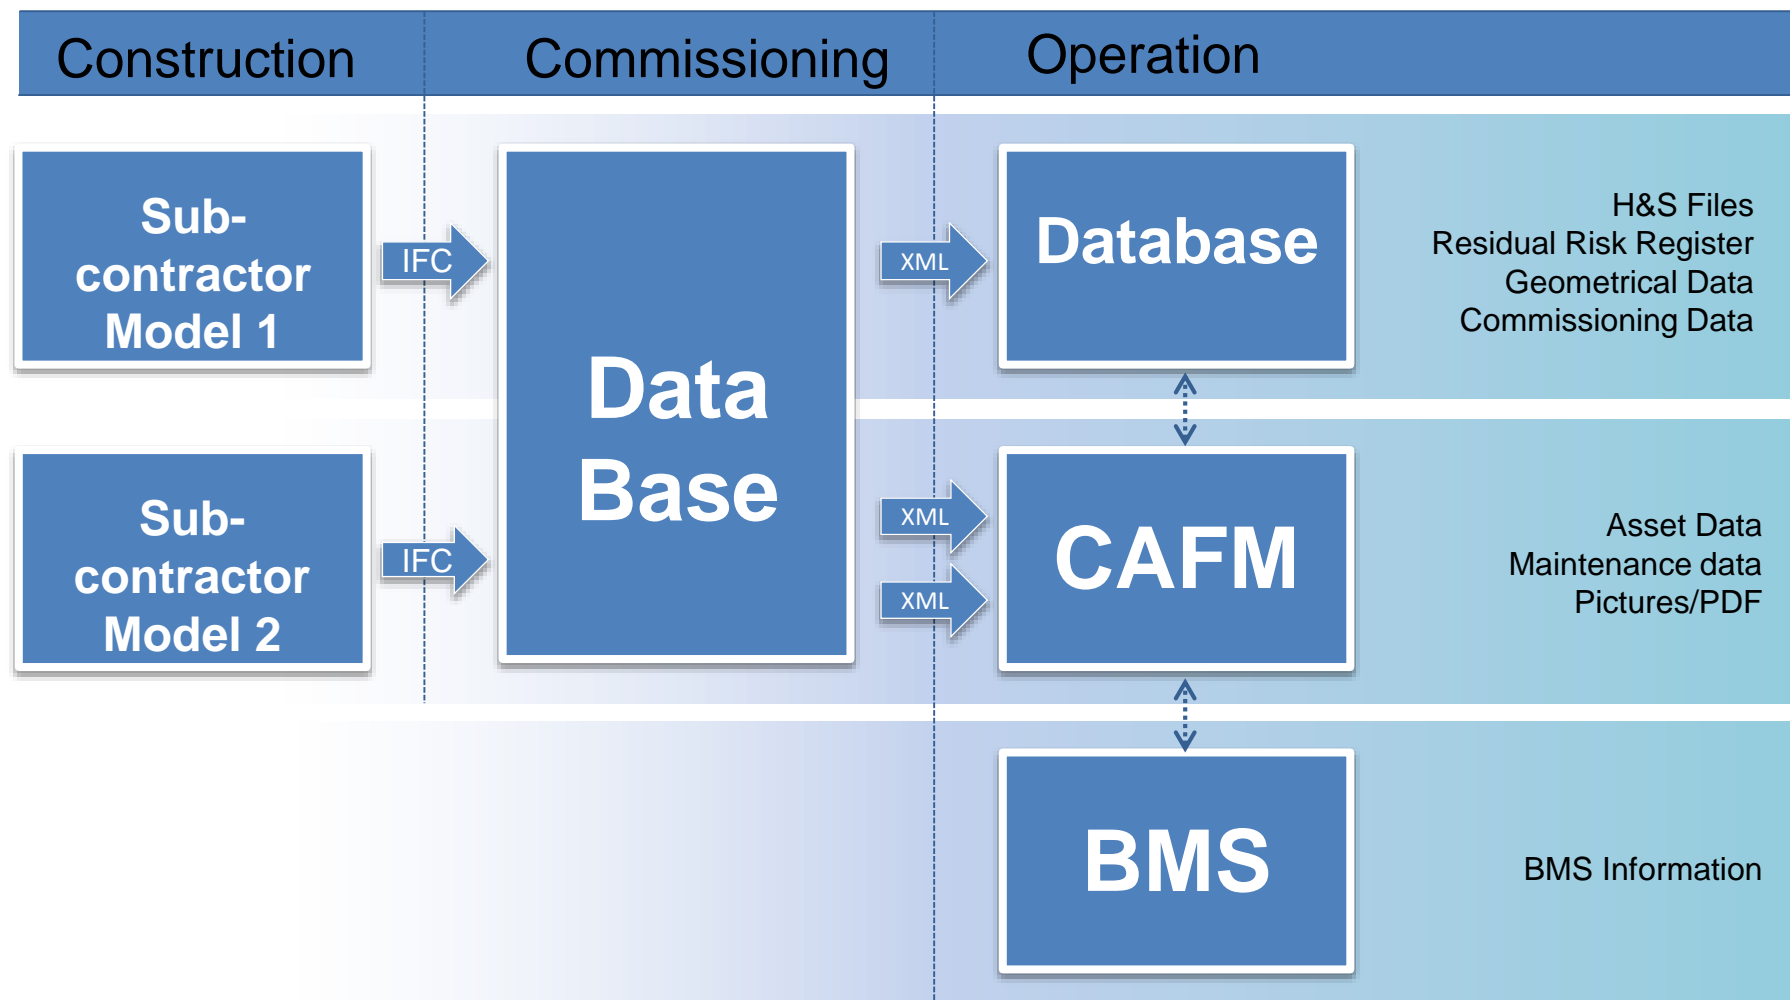 Construction
Commissioning
Operation
Sub-
contractor
Model 1
IFC
Data
Base
XML
Database
H&S Files
Residual Risk Register
Geometrical Data
Commissioning Data
Sub-
contractor
Model 2
IFC
XML
XML
CAFM
Asset Data
Maintenance data
Pictures/PDF
BMS
BMS Information